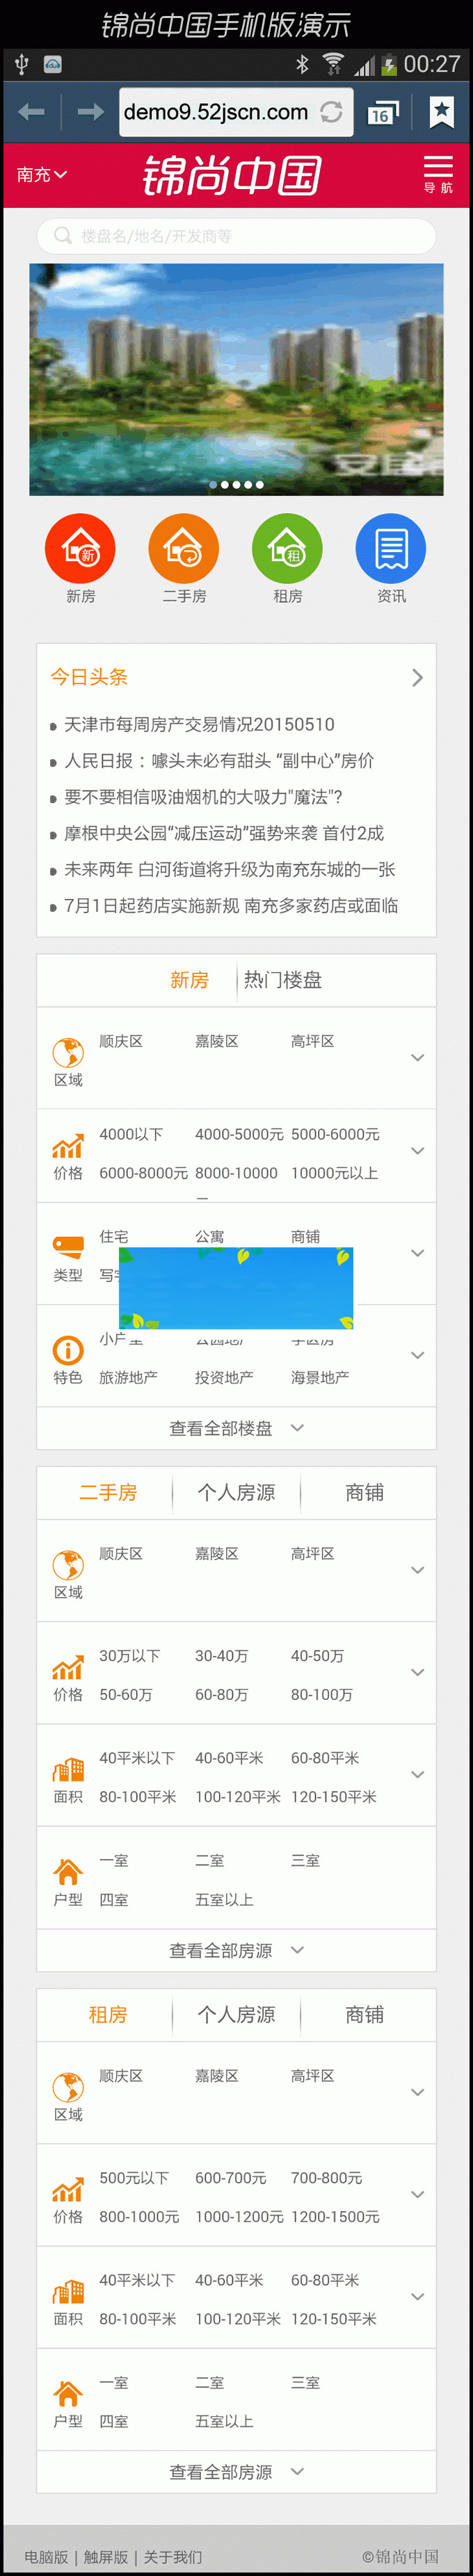 锦尚中国手机版演示
00:27
demo9.52jscn.com
16
南充
锦尚中国
导 航
楼盘名/地名/开发商等
新
租
新房 二手房 租房 资讯
今日头条
天津市每周房产交易情况20150510
人民日报：噱头未必有甜头 “副中心”房价
要不要相信吸油烟机的大吸力"魔法"?
摩根中央公园“减压运动”强势来袭 首付2成
未来两年 白河街道将升级为南充东城的一张
7月1日起药店实施新规 南充多家药店或面临
新房 热门楼盘
顺庆区 嘉陵区 高坪区
区域
4000以下 4000-5000元 5000-6000元
价格 6000-8000元 8000-10000 10000元以上
住宅 公寓 商铺
类型
特色 旅游地产 投资地产 海景地产
查看全部楼盘
二手房 个人房源 商铺
顺庆区 嘉陵区 高坪区
区域
30万以下 30-40万 40-50万
价格 50-60万 60-80万 80-100万
40平米以下 40-60平米 60-80平米
面积 80-100平米 100-120平米 120-150平米
一室 二室 三室
户型 四室 五室以上
查看全部房源
租房 个人房源 商铺
顺庆区 嘉陵区 高坪区
区域
500元以下 600-700元 700-800元
价格 800-1000元 1000-1200元 1200-1500元
40平米以下 40-60平米 60-80平米
面积 80-100平米 100-120平米 120-150平米
一室 二室 三室
户型 四室 五室以上
查看全部房源
电脑版 | 触屏版 | 关于我们 ©锦尚中国